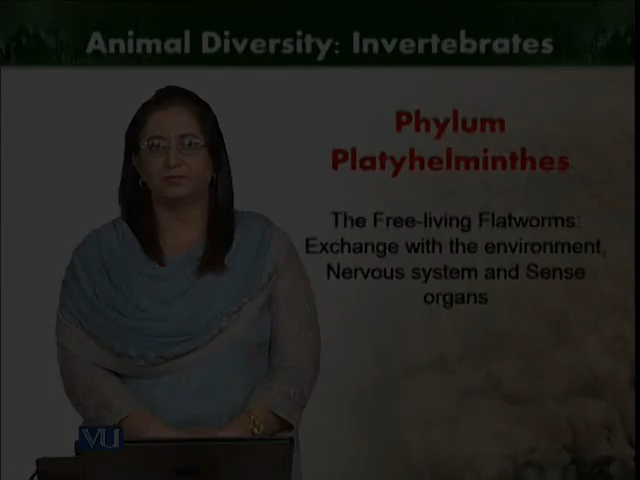 Animal Diversity: Invertebrates
Phylum
Platyhelminthes
The Free-living Flatworms:
Exchange with the environment,
Nervous system and Sense
organs
VU